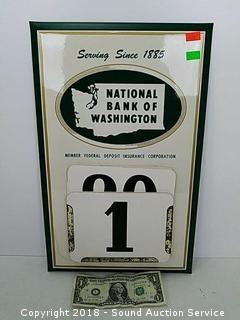 Serving Since 1885
NATIONAL
BANK OF
WASHINGTON
MEMBER FEDERAL DEPOSIT INSURANCE CORPORATION
1
Copyright 2018 - Sound Auction Service